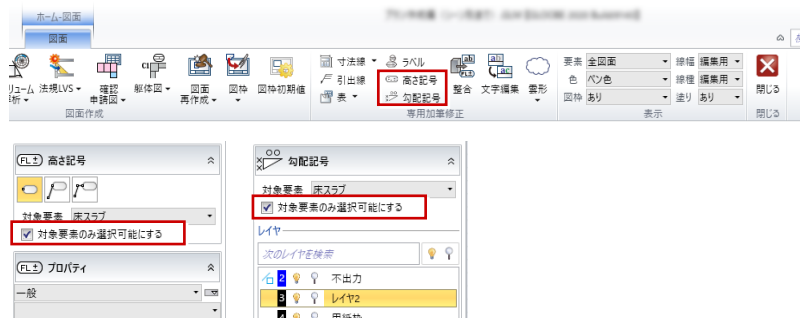 ホーム-図面
図面
寸法線
ラベル
要素 全図面
線幅 編集用
リューム
法規LVS
確認
申請図
躯体図
図面
再作成
図枠
図枠初期値
引出線
高さ記号
整合
文字編集
雲形
色 ペン色
線種 編集用
閉じる
表
勾配記号
図枠 あり
塗り あり
図面作成
専用加筆修正
表示
閉じる
FL± 高さ記号
対象要素 床スラブ
対象要素のみ選択可能にする
FL± プロパティ
一般
勾配記号
対象要素 床スラブ
対象要素のみ選択可能にする
レイヤ
次のレイヤを検索
2 不出力
3 レイヤ2